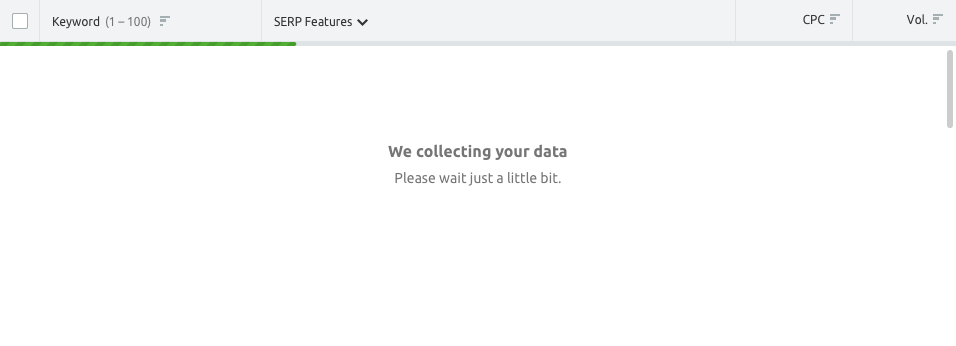 Keyword (1 – 100) SERP Features CPC Vol.
We collecting your data
Please wait just a little bit.